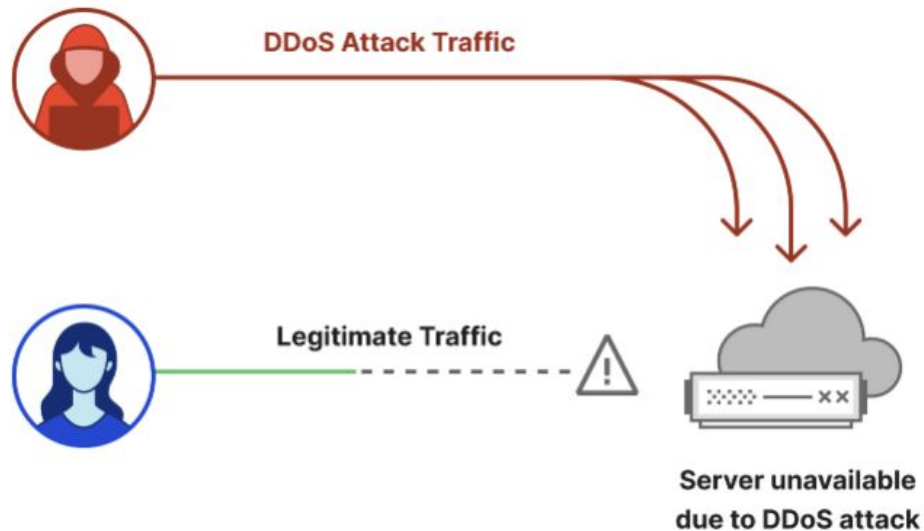 DDoS Attack Traffic
Legitimate Traffic
Server unavailable
due to DDoS attack